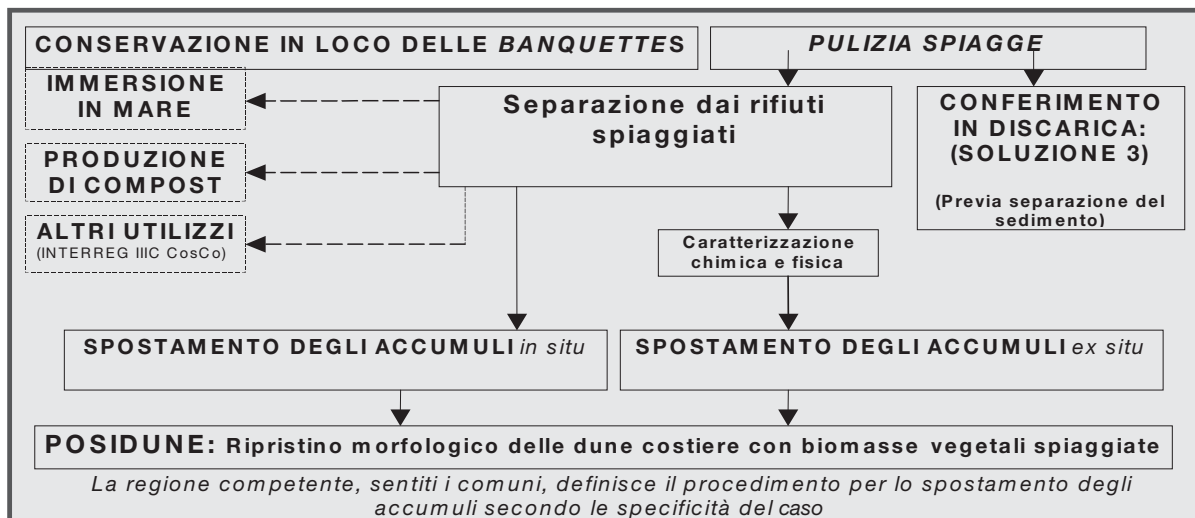 CONSERVAZIONE IN LOCO DELLE BANQUETTES
PULIZIA SPIAGGE
IMMERSIONE
IN MARE
Separazione dai rifiuti
spiaggiati
CONFERIMENTO
IN DISCARICA:
(SOLUZIONE 3)
(Previa separazione del
sedimento)
PRODUZIONE
DI COMPOST
ALTRI UTILIZZI
(INTERREG IIIC CosCo)
Caratterizzazione
chimica e fisica
SPOSTAMENTO DEGLI ACCUMULI in situ
SPOSTAMENTO DEGLI ACCUMULI ex situ
POSIDUNE: Ripristino morfologico delle dune costiere con biomasse vegetali spiaggiate
La regione competente, sentiti i comuni, definisce il procedimento per lo spostamento degli
accumuli secondo le specificità del caso